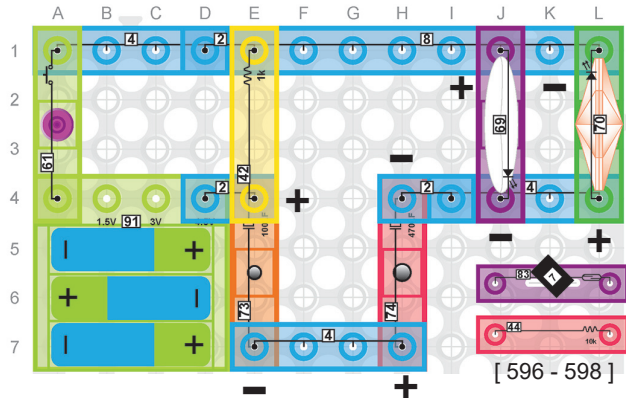 A B C D E F G H I J K L
1 4 2 8
1k
+ −
2
61 69 70
3 −
42
4 2 + 2 4
1.5V 91 3V 100 F 470 F − +
5 − +
83 7
6 + −
73 74
44
10k
7 − + 4
[ 596 - 598 ]
− +